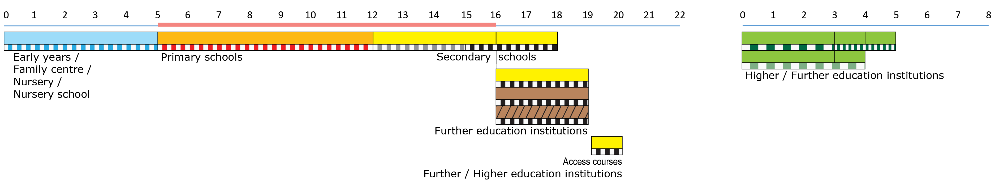 0 1 2 3 4 5 6 7 8 9 10 11 12 13 14 15 16 17 18 19 20 21 22
0 1 2 3 4 5 6 7 8
Early years /
Family centre /
Nursery /
Nursery school
Primary schools
Secondary schools
Further education institutions
Access courses
Further / Higher education institutions
Higher / Further education institutions